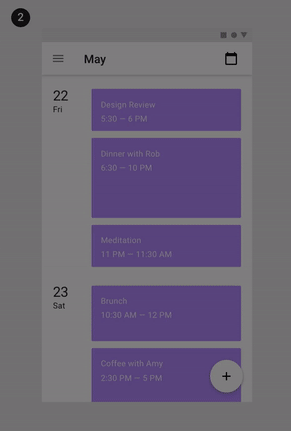 2
May
22
Fri
Design Review
5:30 – 6 PM
Dinner with Rob
6:30 – 10 PM
Meditation
11 PM – 11:30 AM
23
Sat
Brunch
10:30 AM – 12 PM
Coffee with Amy
2:30 PM – 5 PM
+